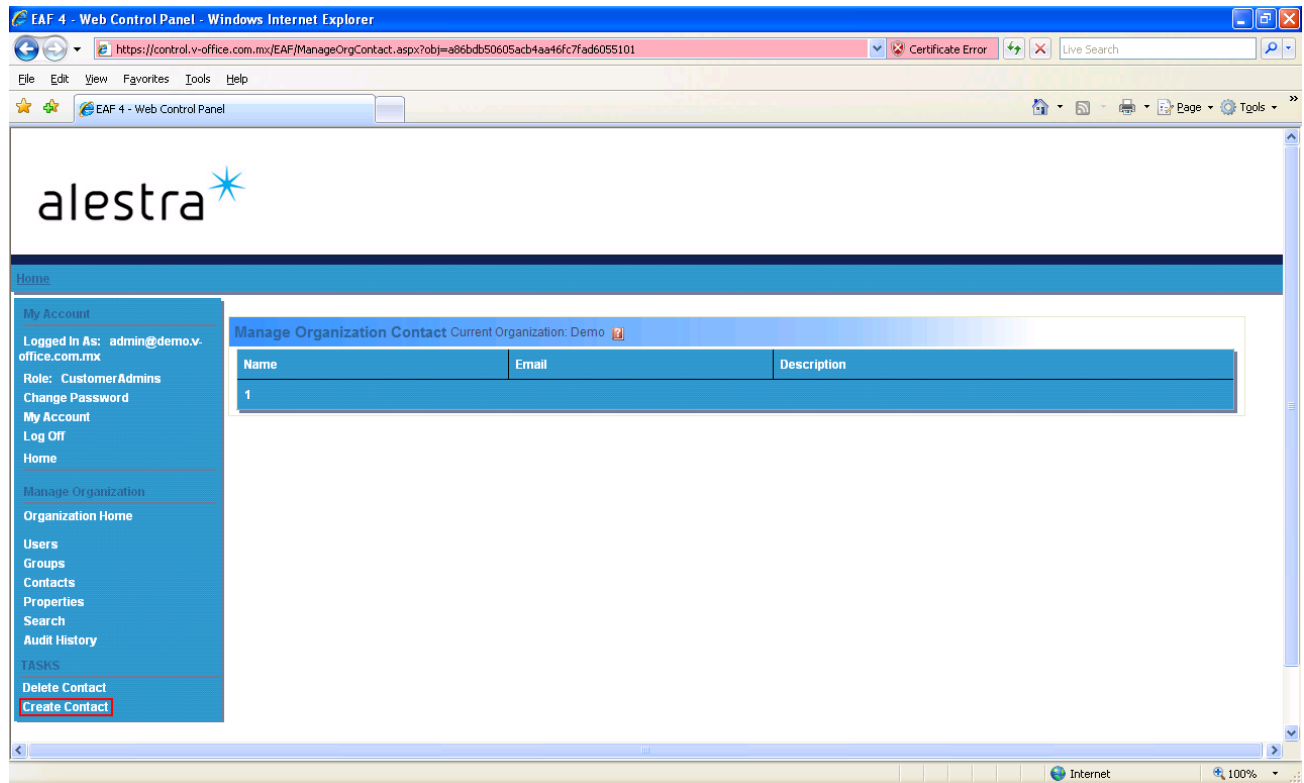 EAF 4 - Web Control Panel - Windows Internet Explorer
https://control.v-office.com.mx/EAF/ManageOrgContact.aspx?obj=a86bdb50605acb4aa46fc7fad6055101
Certificate Error
Live Search
File Edit View Favorites Tools Help
EAF 4 - Web Control Panel
Page Tools »
alestra
Home
My Account
Logged In As: admin@demo.v-
office.com.mx
Role: CustomerAdmins
Change Password
My Account
Log Off
Home
Manage Organization
Organization Home
Users
Groups
Contacts
Properties
Search
Audit History
TASKS
Delete Contact
Create Contact
Manage Organization Contact Current Organization: Demo ?
Name Email Description
1
Internet 100%